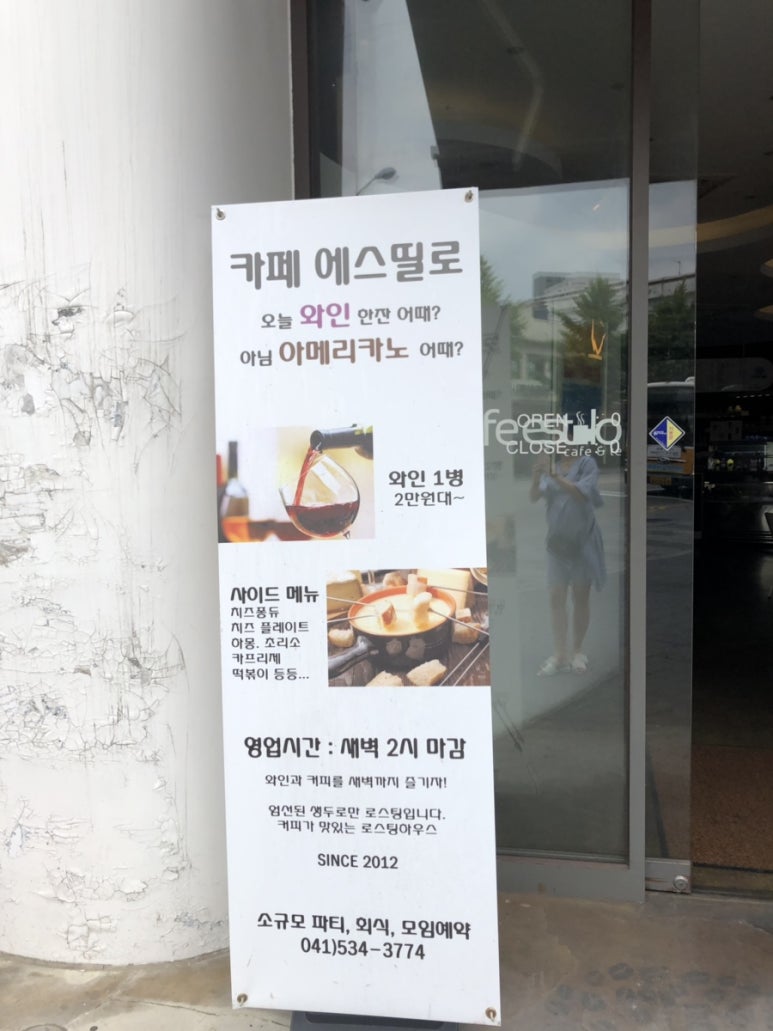 카페 에스띨로
오늘 와인 한잔 어때?
아님 아메리카노 어때?
와인 1병
2만원대~
사이드 메뉴
치즈퐁듀
치즈 플레이트
하몽. 초리소
카프리제
떡볶이 등등...
영업시간 : 새벽 2시 마감
와인과 커피를 새벽까지 즐기자!
엄선된 생두로만 로스팅입니다.
커피가 맛있는 로스팅하우스
SINCE 2012
소규모 파티, 회식, 모임예약
041)534-3774
OPEN
CLOSE
cafe &